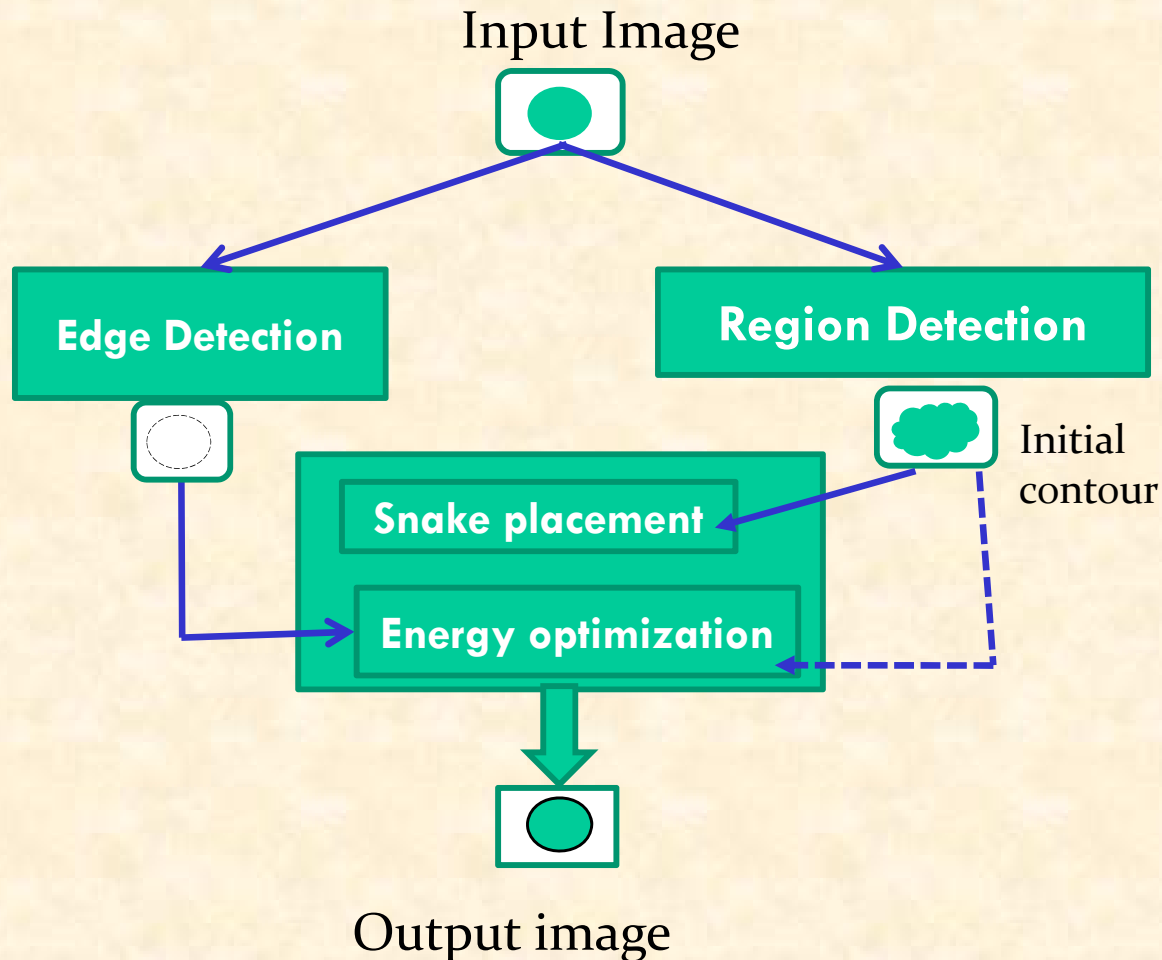 Input Image
Edge Detection
Region Detection
Initial
contour
Snake placement
Energy optimization
Output image